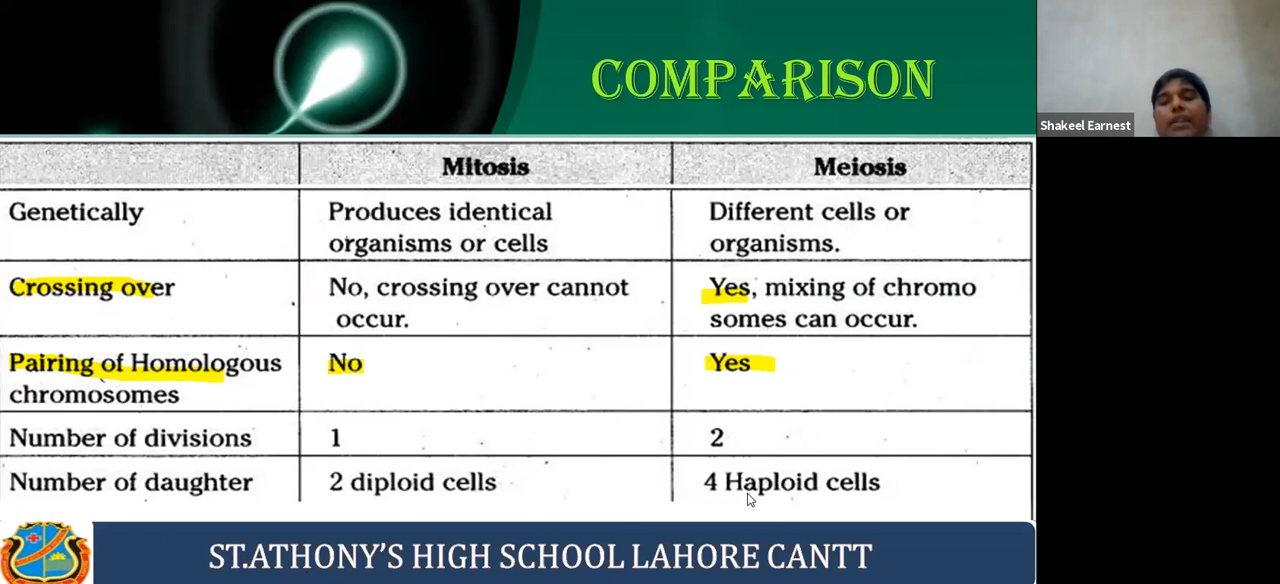 COMPARISON
Shakeel Earnest
Mitosis
Meiosis
Genetically
Produces identical
organisms or cells
Different cells or
organisms.
Crossing over
No, crossing over cannot
occur.
Yes, mixing of chromo
somes can occur.
Pairing of Homologous
chromosomes
No
Yes
Number of divisions
1
2
Number of daughter
2 diploid cells
4 Haploid cells
ST.ATHONY'S HIGH SCHOOL LAHORE CANTT